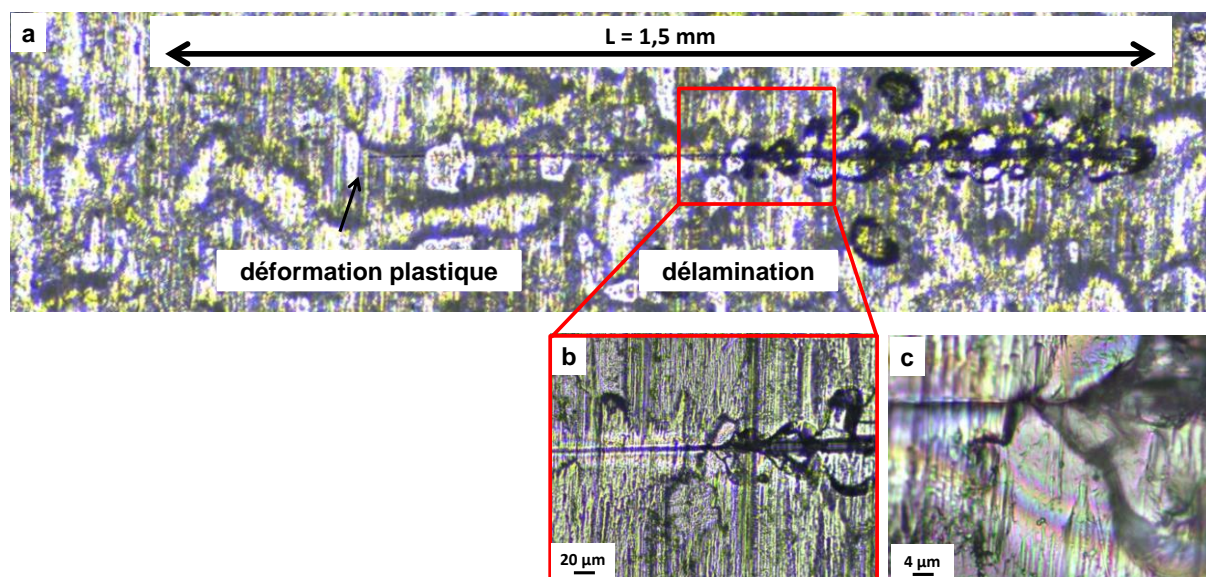 a
L = 1,5 mm
déformation plastique
délamination
b
20 µm
c
4 µm